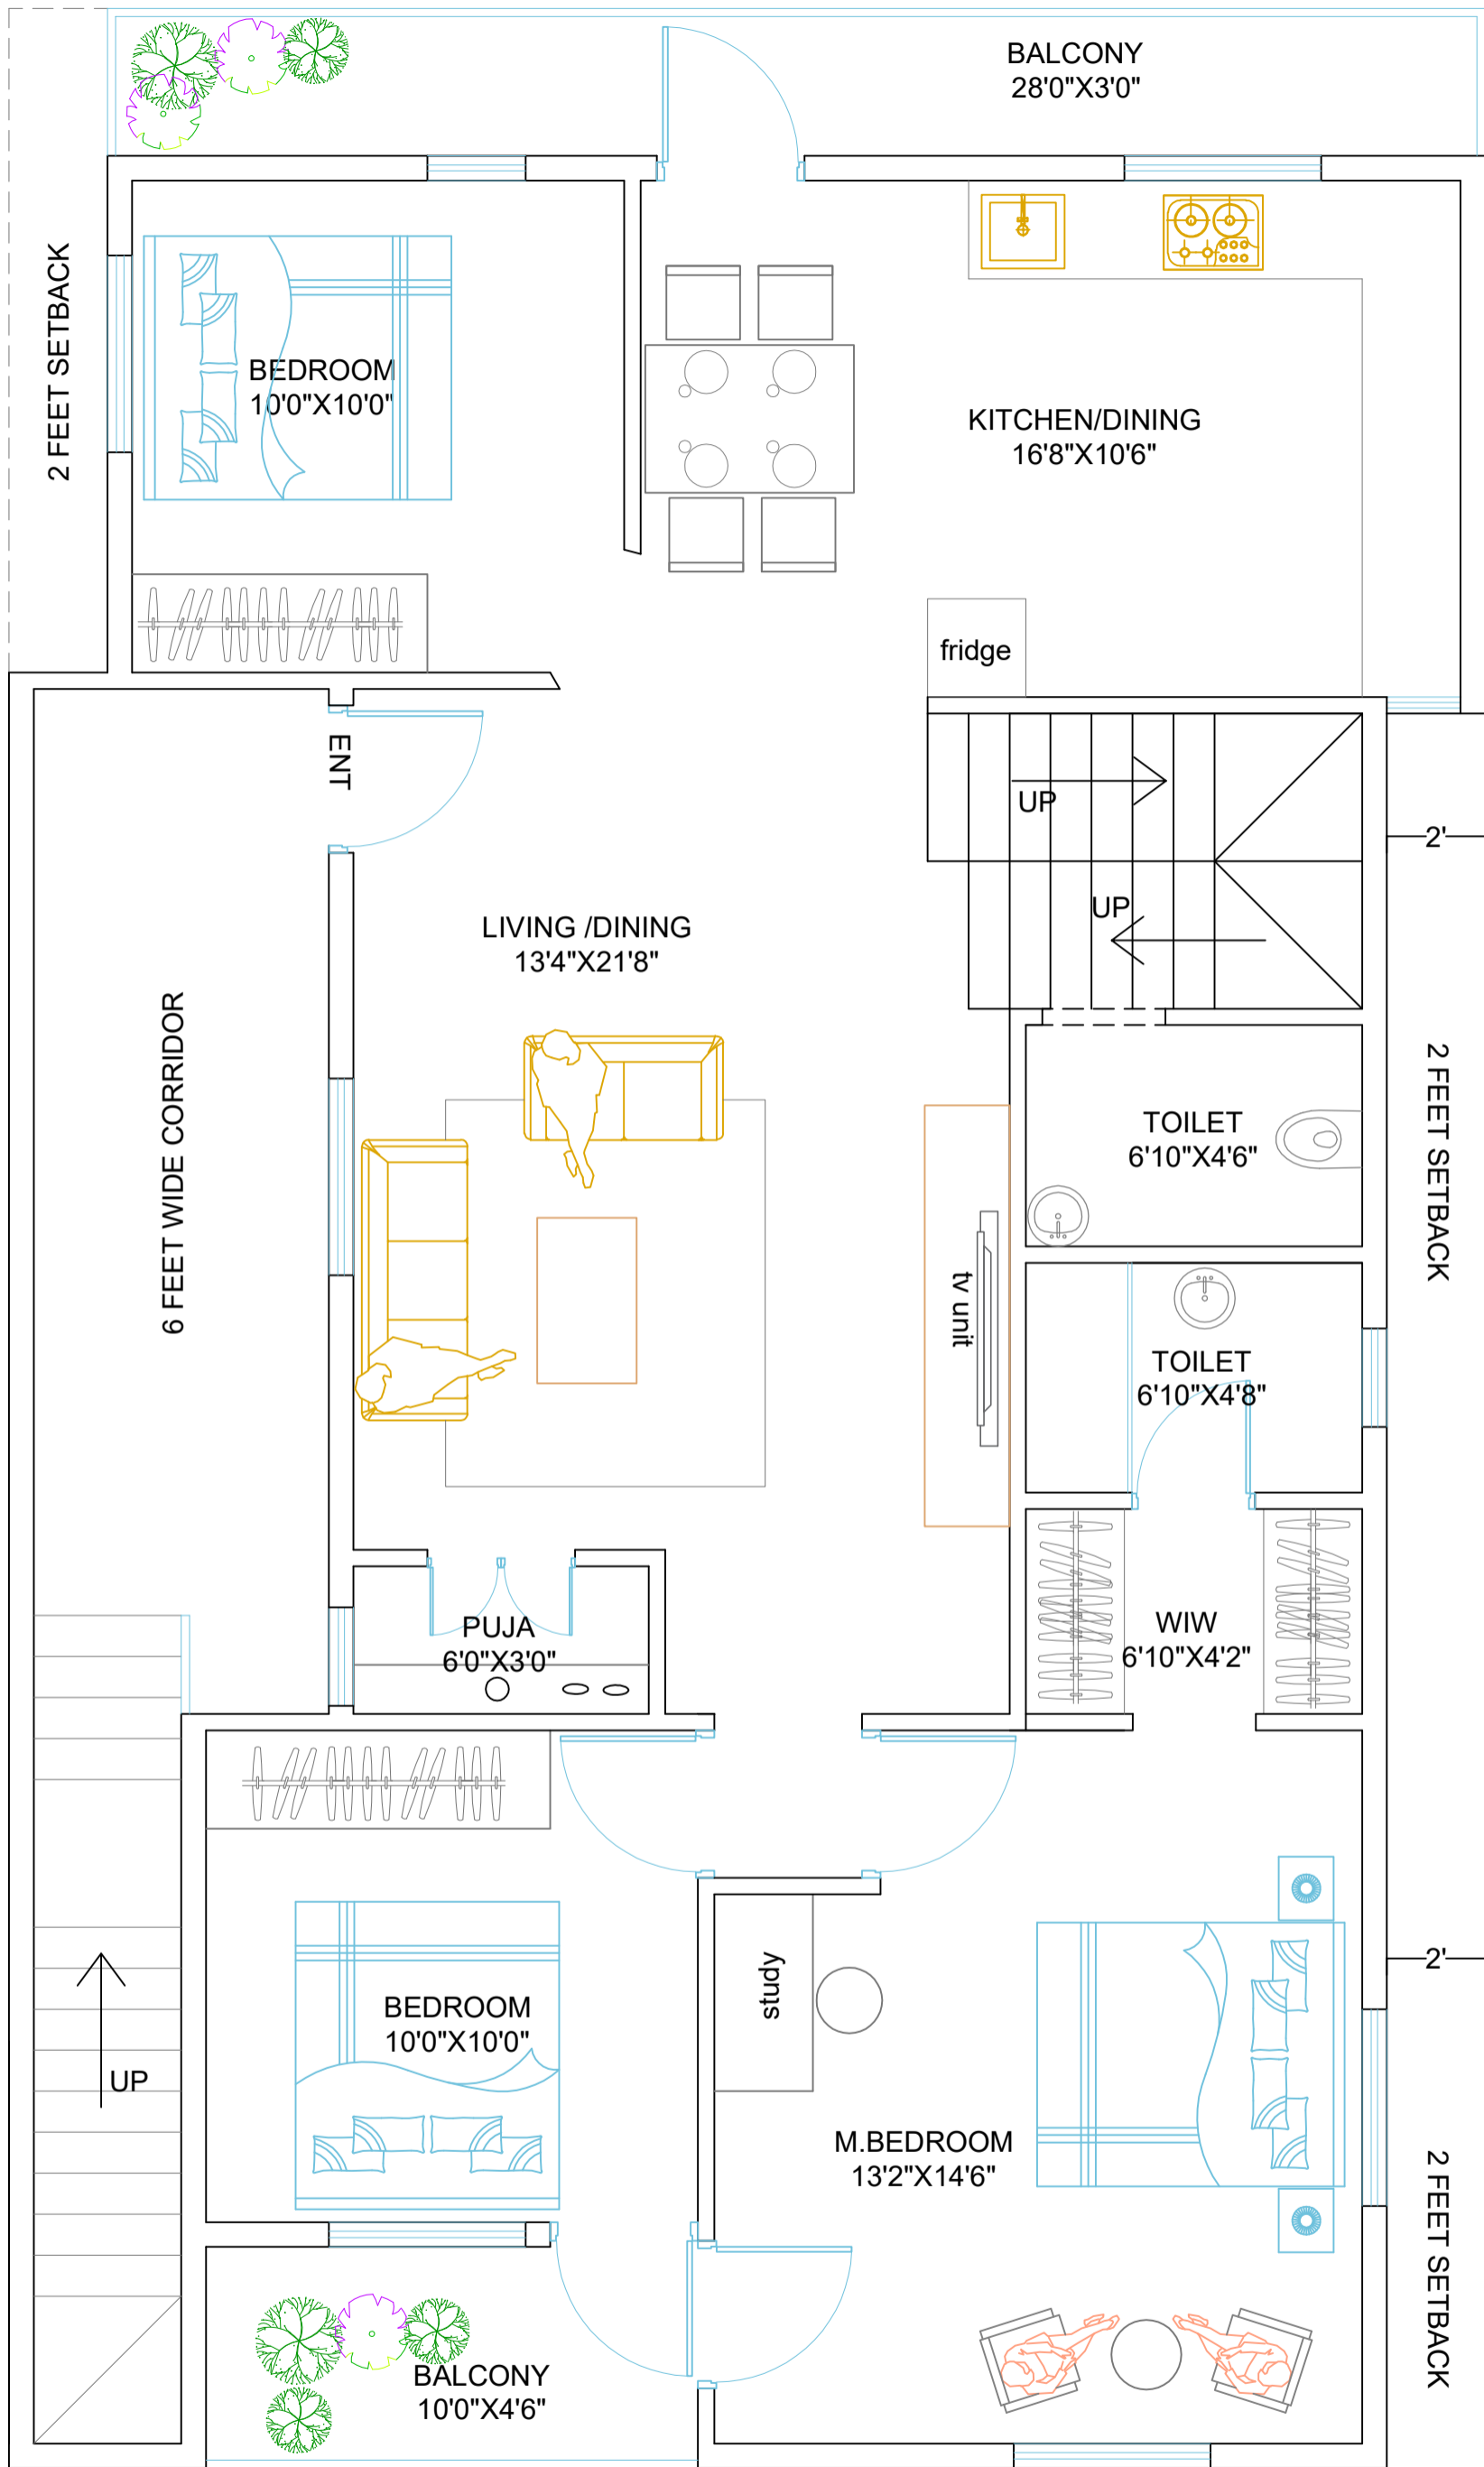 BALCONY
28'0"X3'0"
2 FEET SETBACK
BEDROOM
10'0"X10'0"
KITCHEN/DINING
16'8"X10'6"
fridge
ENT
UP
2'
UP
LIVING /DINING
13'4"X21'8"
6 FEET WIDE CORRIDOR
TOILET
6'10"X4'6"
2 FEET SETBACK
tv unit
TOILET
6'10"X4'8"
PUJA
6'0"X3'0"
WIW
6'10"X4'2"
2'
study
BEDROOM
10'0"X10'0"
UP
M.BEDROOM
13'2"X14'6"
2 FEET SETBACK
BALCONY
10'0"X4'6"